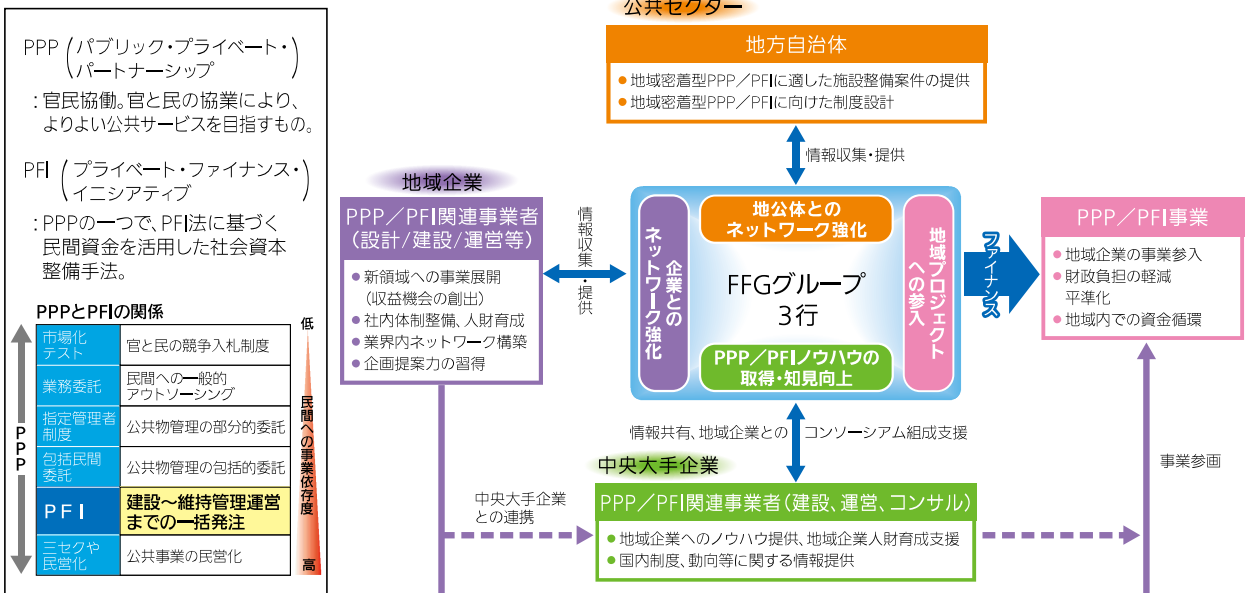 PPP(パブリック・プライベート・
パートナーシップ)
:官民協働。官と民の協業により、
よりよい公共サービスを目指すもの。
PFI(プライベート・ファイナンス・
イニシアティブ)
:PPPの一つで、PFI法に基づく
民間資金を活用した社会資本
整備手法。
PPPとPFIの関係
PPP
市場化
テスト
官と民の競争入札制度
業務委託
民間への一般的
アウトソーシング
指定管理者
制度
公共物管理の部分的委託
包括民間
委託
公共物管理の包括的委託
PFI
建設～維持管理運営
までの一括発注
三セクや
民営化
公共事業の民営化
低
民間への事業依存度
高
公共セクター
地方自治体
●地域密着型PPP/PFIに適した施設整備案件の提供
●地域密着型PPP/PFIに向けた制度設計
情報収集・提供
地域企業
PPP/PFI関連事業者
(設計/建設/運営等)
●新領域への事業展開
(収益機会の創出)
●社内体制整備、人財育成
●業界内ネットワーク構築
●企画提案力の習得
情報収集・提供
企業との
ネットワーク強化
地公体との
ネットワーク強化
FFGグループ
3行
PPP/PFIノウハウの
取得・知見向上
地域プロジェクト
への参入
ファイナンス
PPP/PFI事業
●地域企業の事業参入
●財政負担の軽減
平準化
●地域内での資金循環
情報共有、地域企業との コンソーシアム組成支援
中央大手企業
PPP/PFI関連事業者(建設、運営、コンサル)
●地域企業へのノウハウ提供、地域企業人財育成支援
●国内制度、動向等に関する情報提供
中央大手企業
との連携
事業参画